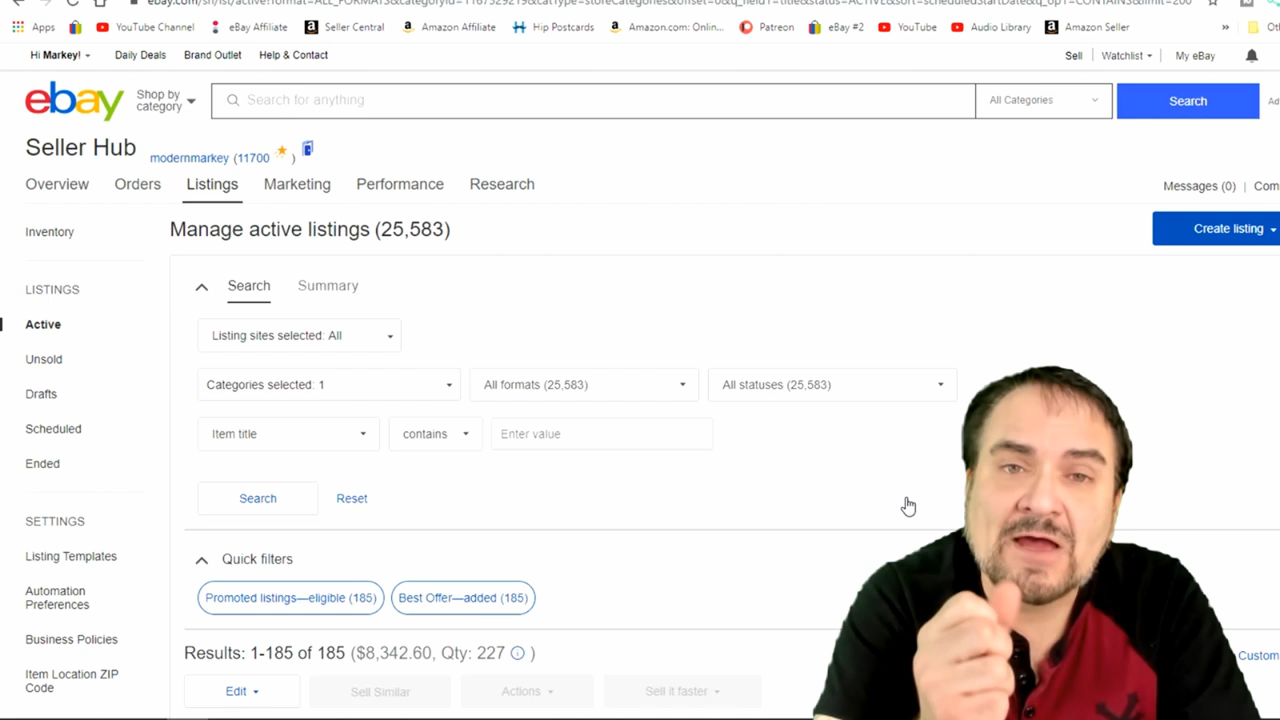 Apps YouTube Channel eBay Affiliate Seller Central Amazon Affiliate Hip Postcards Amazon.com: Onlin... Patreon eBay #2 YouTube Audio Library Amazon Seller »
Hi Markey! Daily Deals Brand Outlet Help & Contact Sell Watchlist My eBay
ebay Shop by category Search for anything All Categories Search
Seller Hub modernmarkey (11700 )
Overview Orders Listings Marketing Performance Research Messages (0)
Inventory
Manage active listings (25,583) Create listing
LISTINGS
Active
Unsold
Drafts
Scheduled
Ended
SETTINGS
Listing Templates
Automation Preferences
Business Policies
Item Location ZIP Code
Search Summary
Listing sites selected: All
Categories selected: 1 All formats (25,583) All statuses (25,583)
Item title contains Enter value
Search Reset
Quick filters
Promoted listings—eligible (185) Best Offer—added (185)
Results: 1-185 of 185 ($8,342.60, Qty: 227 )
Custom
Edit Sell Similar Actions Sell it faster